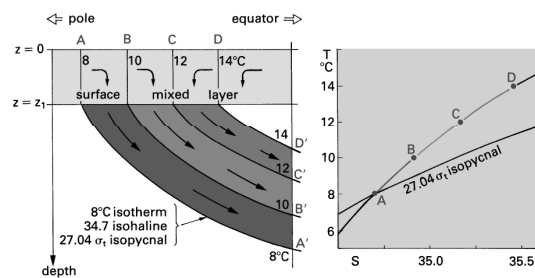 ⇦ pole
equator ⇨
A B C D
z = 0
8 10 12 14°C
surface mixed layer
z = z₁
14
D′
12
C′
10
B′
8°C isotherm
34.7 isohaline
27.04 σt isopycnal
A′
8°C
depth
T
°C
14
12
10
8
6
D
C
B
A
27.04 σt isopycnal
S 35.0 35.5